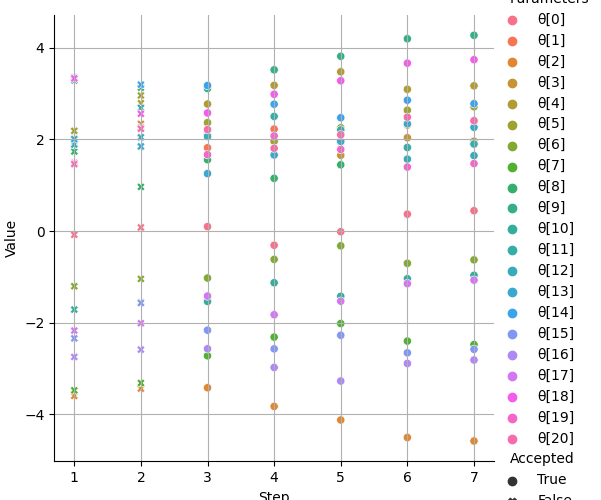 Parameters
θ[0]
θ[1]
θ[2]
θ[3]
θ[4]
θ[5]
θ[6]
θ[7]
θ[8]
θ[9]
θ[10]
θ[11]
θ[12]
θ[13]
θ[14]
θ[15]
θ[16]
θ[17]
θ[18]
θ[19]
θ[20]
Accepted
True
False
4
2
0
−2
−4
Value
1 2 3 4 5 6 7
Step